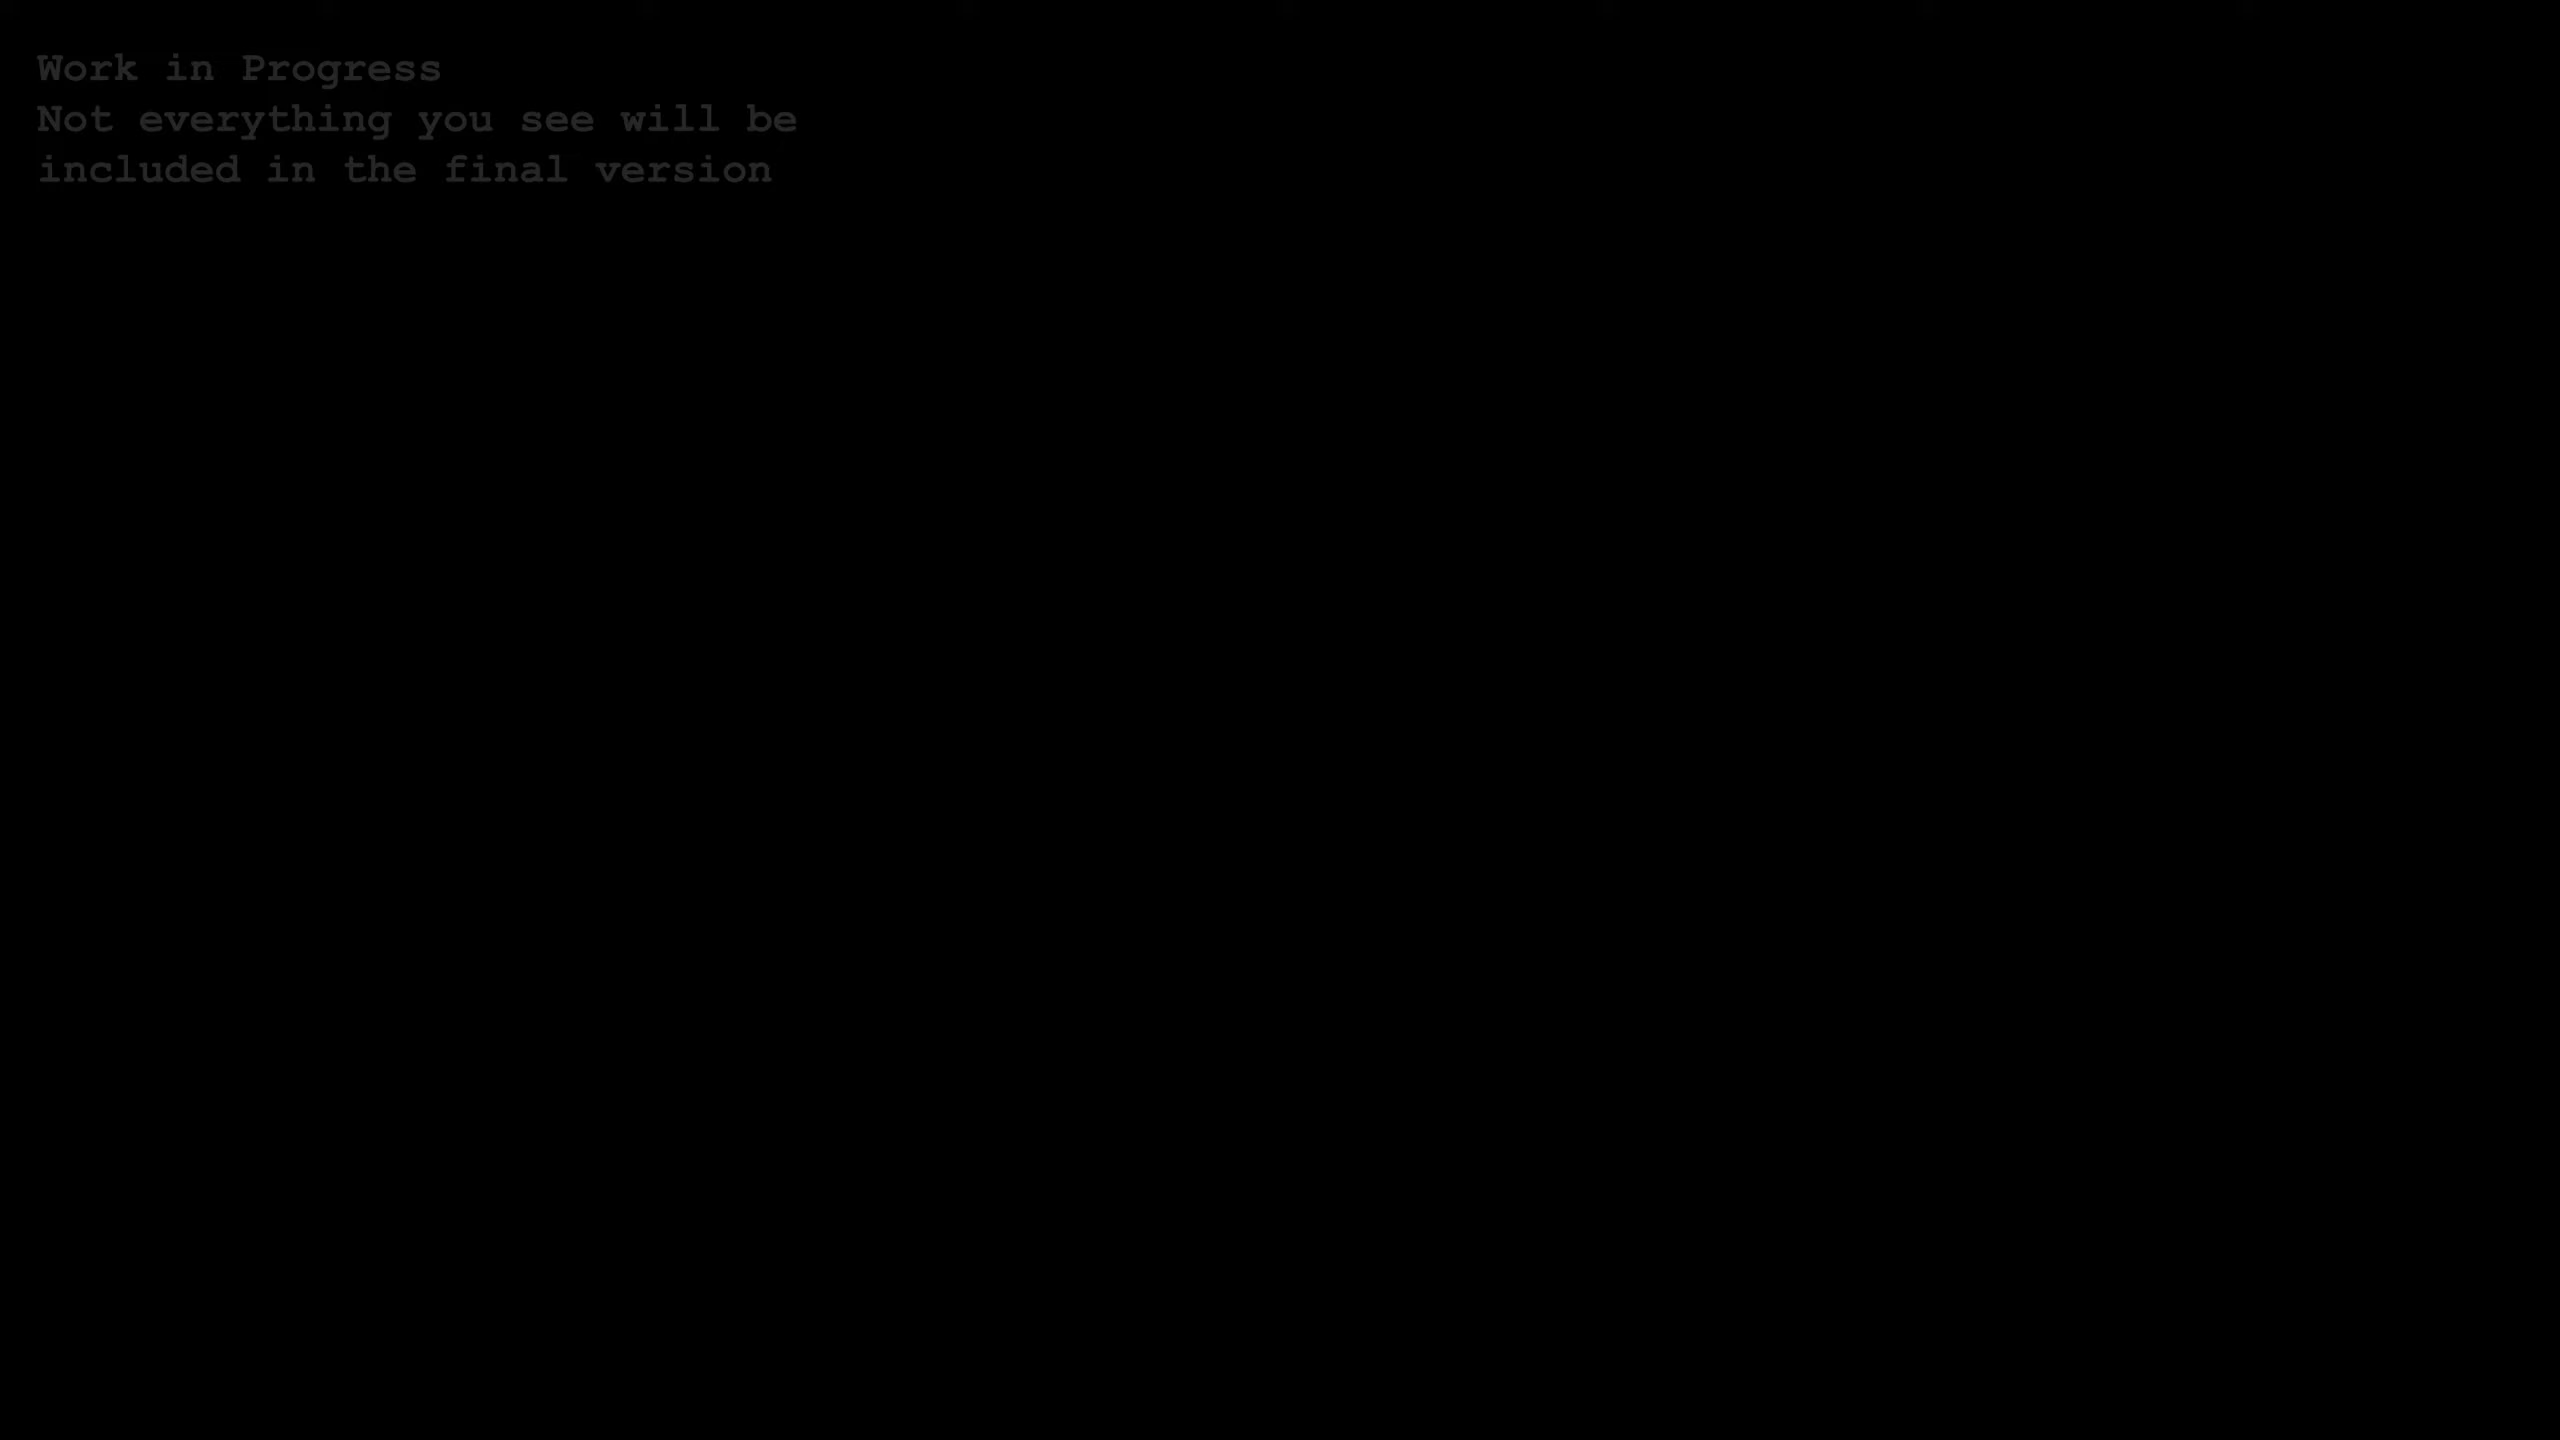 Work in Progress
Not everything you see will be
included in the final version